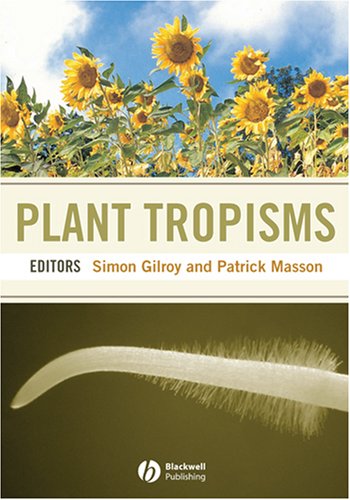 PLANT TROPISMS
EDITORS Simon Gilroy and Patrick Masson
b
Blackwell
Publishing